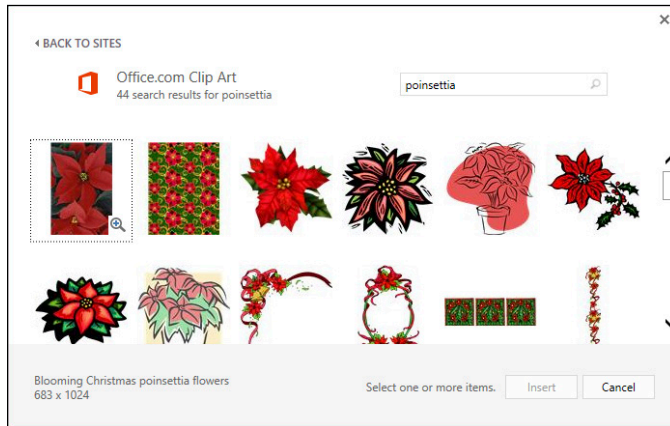 BACK TO SITES
Office.com Clip Art
44 search results for poinsettia
poinsettia
Blooming Christmas poinsettia flowers
683 x 1024
Select one or more items.
Insert
Cancel